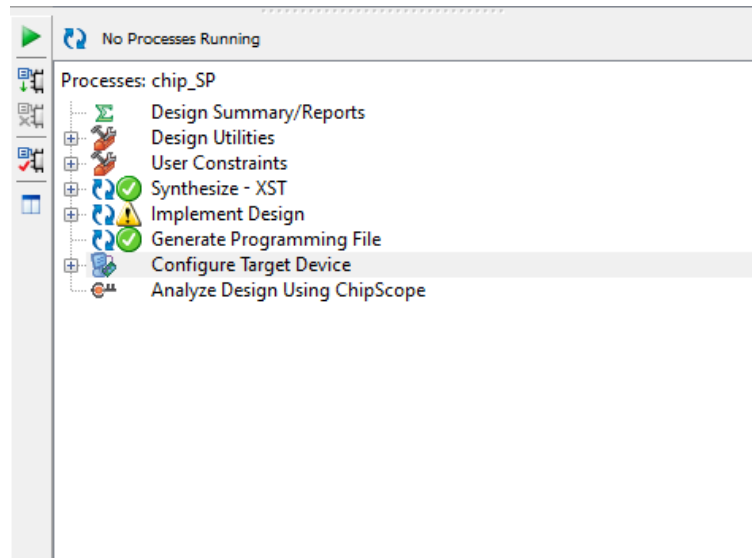 No Processes Running
Processes: chip_SP
Design Summary/Reports
Design Utilities
User Constraints
Synthesize - XST
Implement Design
Generate Programming File
Configure Target Device
Analyze Design Using ChipScope